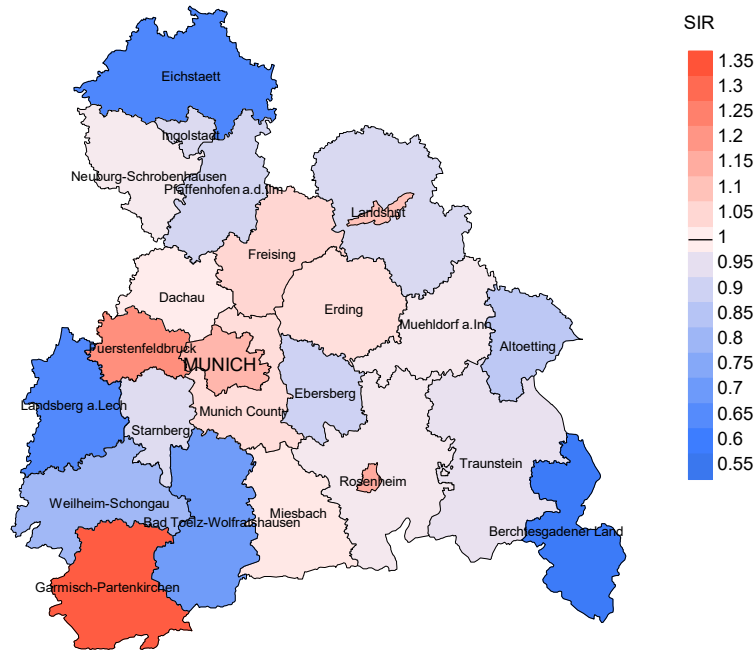 SIR
1.35
1.3
1.25
1.2
1.15
1.1
1.05
1
0.95
0.9
0.85
0.8
0.75
0.7
0.65
0.6
0.55
Eichstaett
Ingolstadt
Neuburg-Schrobenhausen
Pfaffenhofen a.d.Ilm
Landshut
Freising
Dachau
Erding
Muehldorf a.Inn
Altoetting
Fuerstenfeldbruck
MUNICH
Ebersberg
Landsberg a.Lech
Munich County
Starnberg
Traunstein
Rosenheim
Weilheim-Schongau
Miesbach
Bad Toelz-Wolfratshausen
Berchtesgadener Land
Garmisch-Partenkirchen